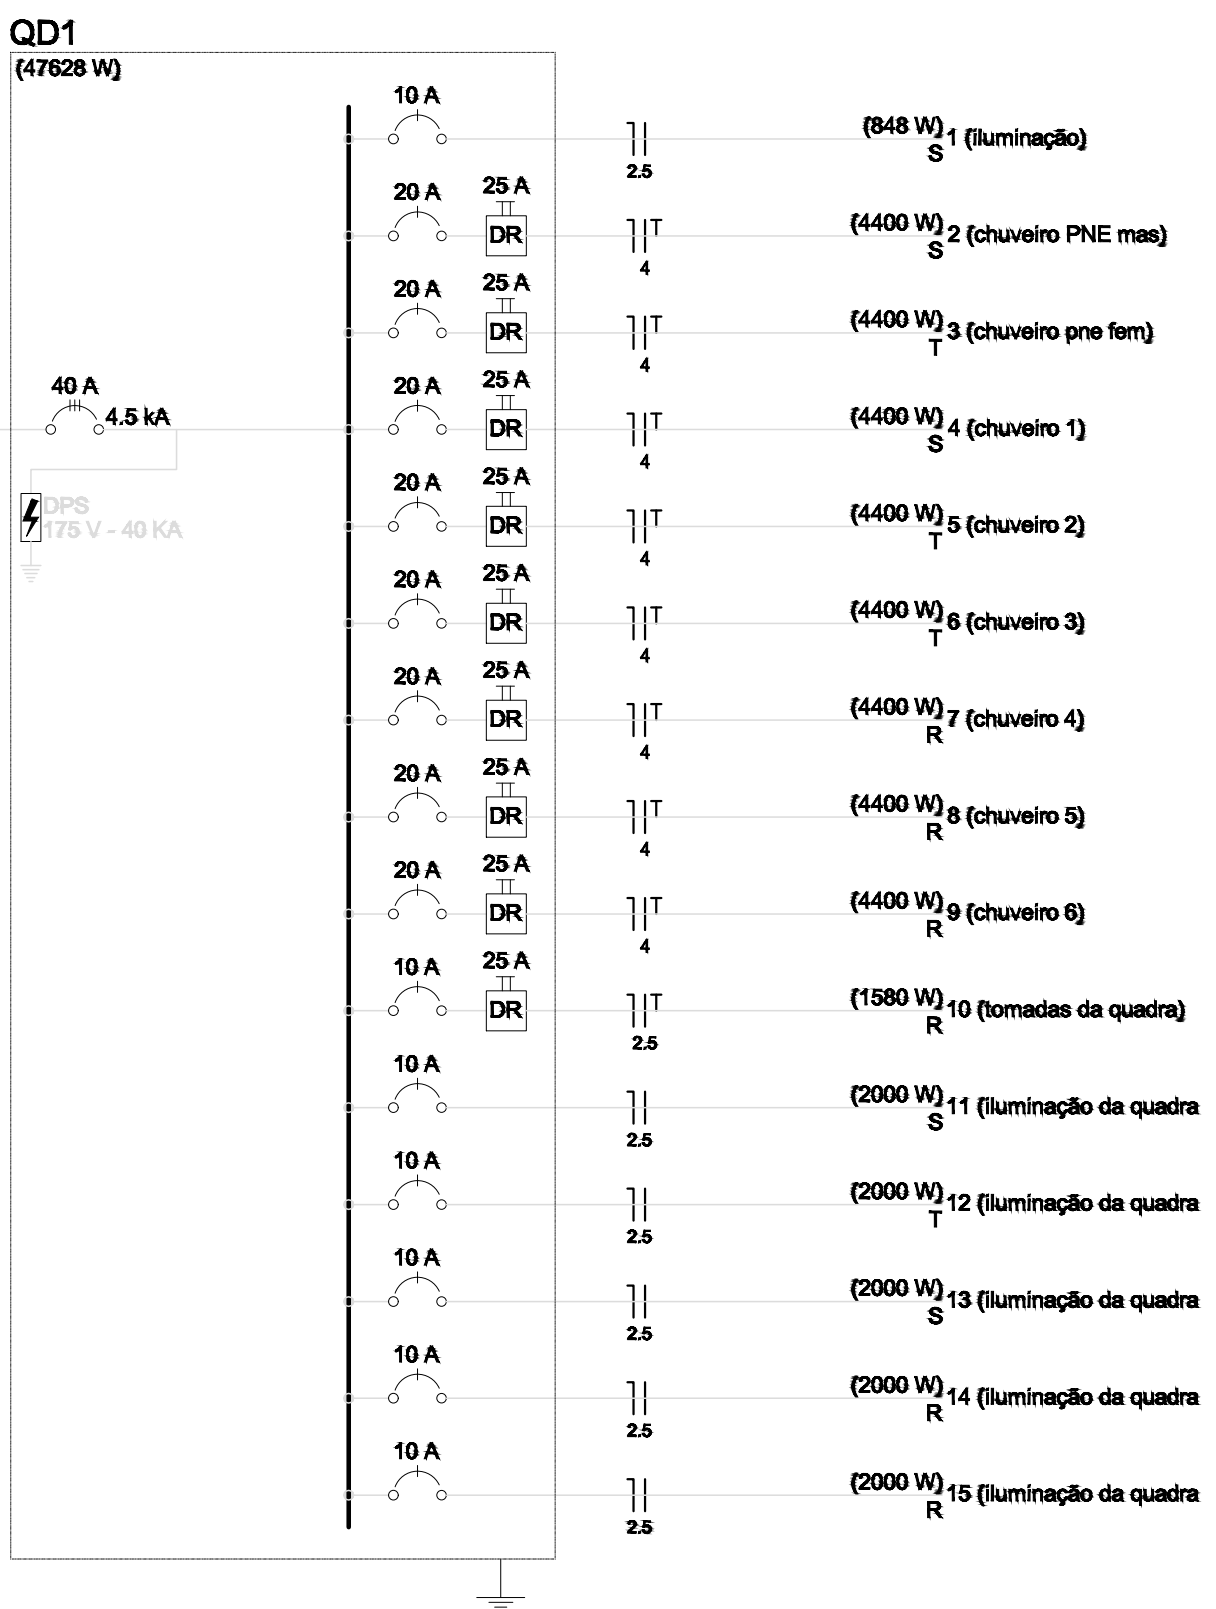 QD1
(47628 W)
10 A
(848 W)
1 (iluminação)
S
2.5
20 A
25 A
DR
T
(4400 W)
2 (chuveiro PNE mas)
S
4
20 A
25 A
DR
T
(4400 W)
3 (chuveiro pne fem)
T
4
40 A
4.5 kA
20 A
25 A
DR
T
(4400 W)
4 (chuveiro 1)
S
4
DPS
175 V - 40 KA
20 A
25 A
DR
T
(4400 W)
5 (chuveiro 2)
T
4
20 A
25 A
DR
T
(4400 W)
6 (chuveiro 3)
T
4
20 A
25 A
DR
T
(4400 W)
7 (chuveiro 4)
R
4
20 A
25 A
DR
T
(4400 W)
8 (chuveiro 5)
R
4
20 A
25 A
DR
T
(4400 W)
9 (chuveiro 6)
R
4
10 A
25 A
DR
T
(1580 W)
10 (tomadas da quadra)
R
2.5
10 A
(2000 W)
11 (iluminação da quadra
S
2.5
10 A
(2000 W)
12 (iluminação da quadra
T
2.5
10 A
(2000 W)
13 (iluminação da quadra
S
2.5
10 A
(2000 W)
14 (iluminação da quadra
R
2.5
10 A
(2000 W)
15 (iluminação da quadra
R
2.5